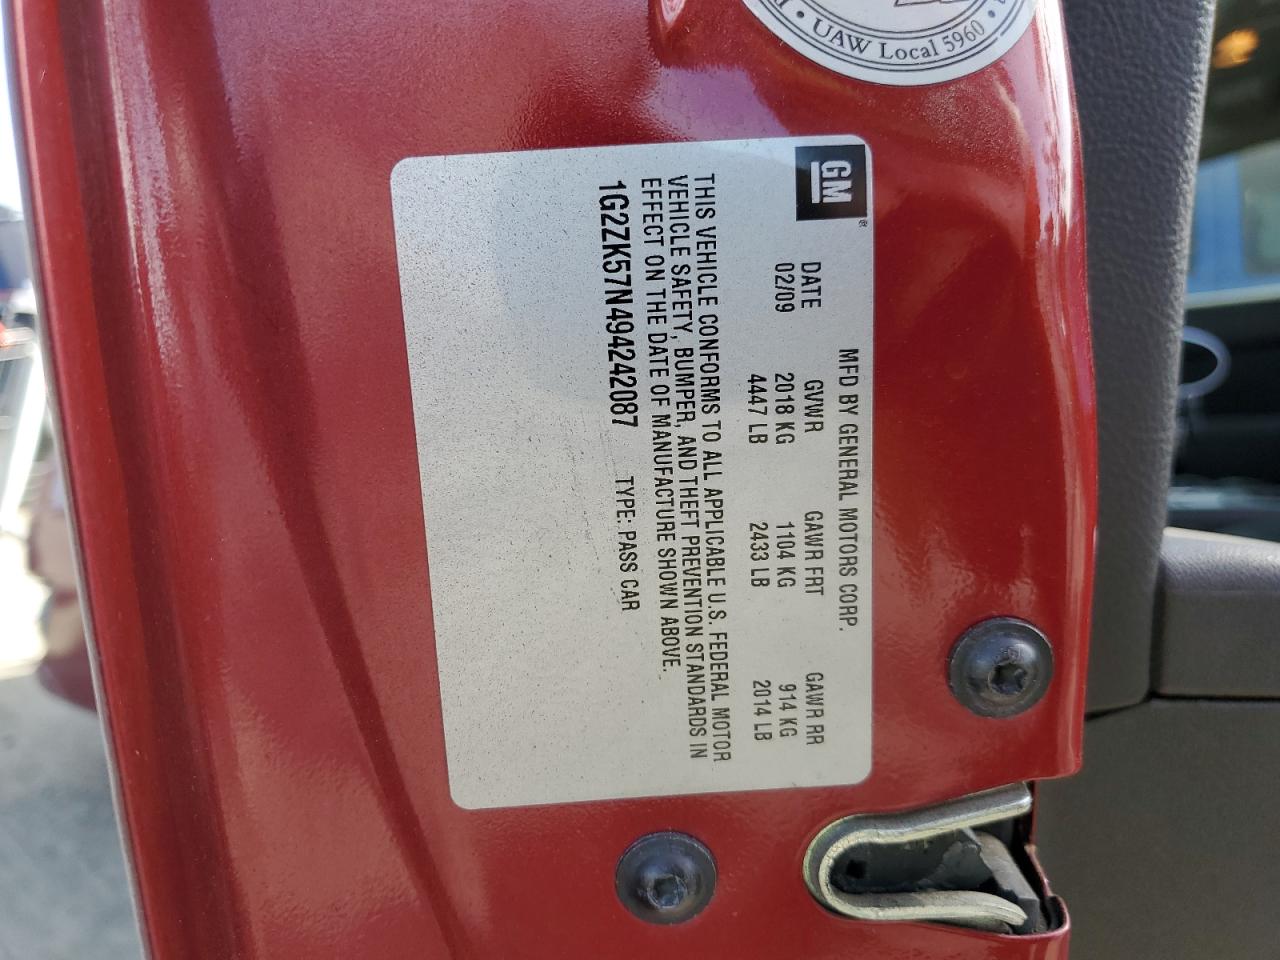 UAW Local 5960
GM
®
MFD BY GENERAL MOTORS CORP.
DATE GVWR GAWR FRT GAWR RR
02/09 2018 KG 1104 KG 914 KG
4447 LB 2433 LB 2014 LB
THIS VEHICLE CONFORMS TO ALL APPLICABLE U.S. FEDERAL MOTOR
VEHICLE SAFETY, BUMPER, AND THEFT PREVENTION STANDARDS IN
EFFECT ON THE DATE OF MANUFACTURE SHOWN ABOVE.
1G2ZK57N494242087 TYPE: PASS CAR